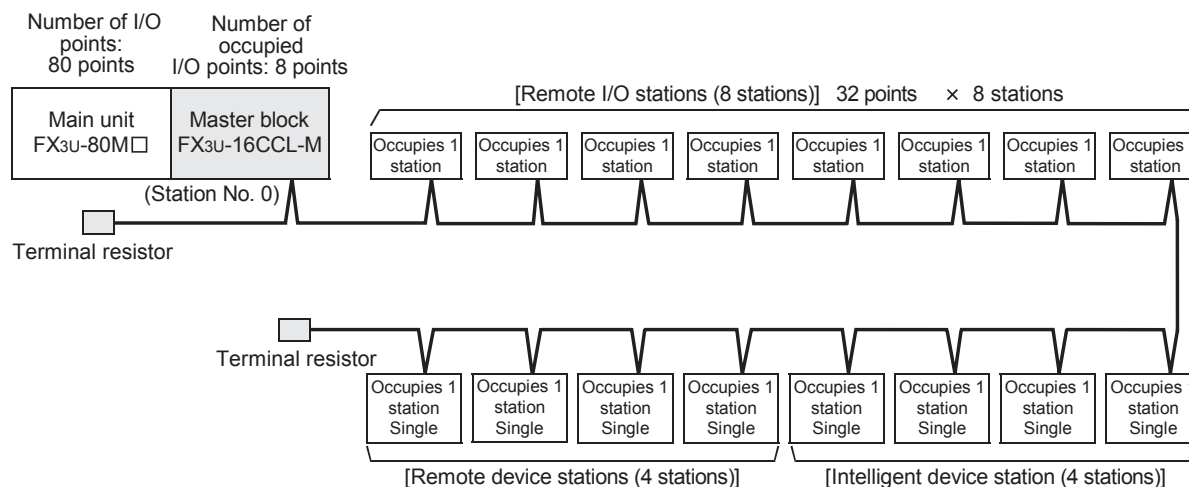 Number of I/O
points:
80 points
Number of
occupied
I/O points: 8 points
Main unit
FX3U-80M□
Master block
FX3U-16CCL-M
(Station No. 0)
Terminal resistor
[Remote I/O stations (8 stations)] 32 points × 8 stations
Occupies 1
station
Occupies 1
station
Occupies 1
station
Occupies 1
station
Occupies 1
station
Occupies 1
station
Occupies 1
station
Occupies 1
station
Terminal resistor
Occupies 1
station
Single
Occupies 1
station
Single
Occupies 1
station
Single
Occupies 1
station
Single
Occupies 1
station
Single
Occupies 1
station
Single
Occupies 1
station
Single
Occupies 1
station
Single
[Remote device stations (4 stations)]
[Intelligent device station (4 stations)]